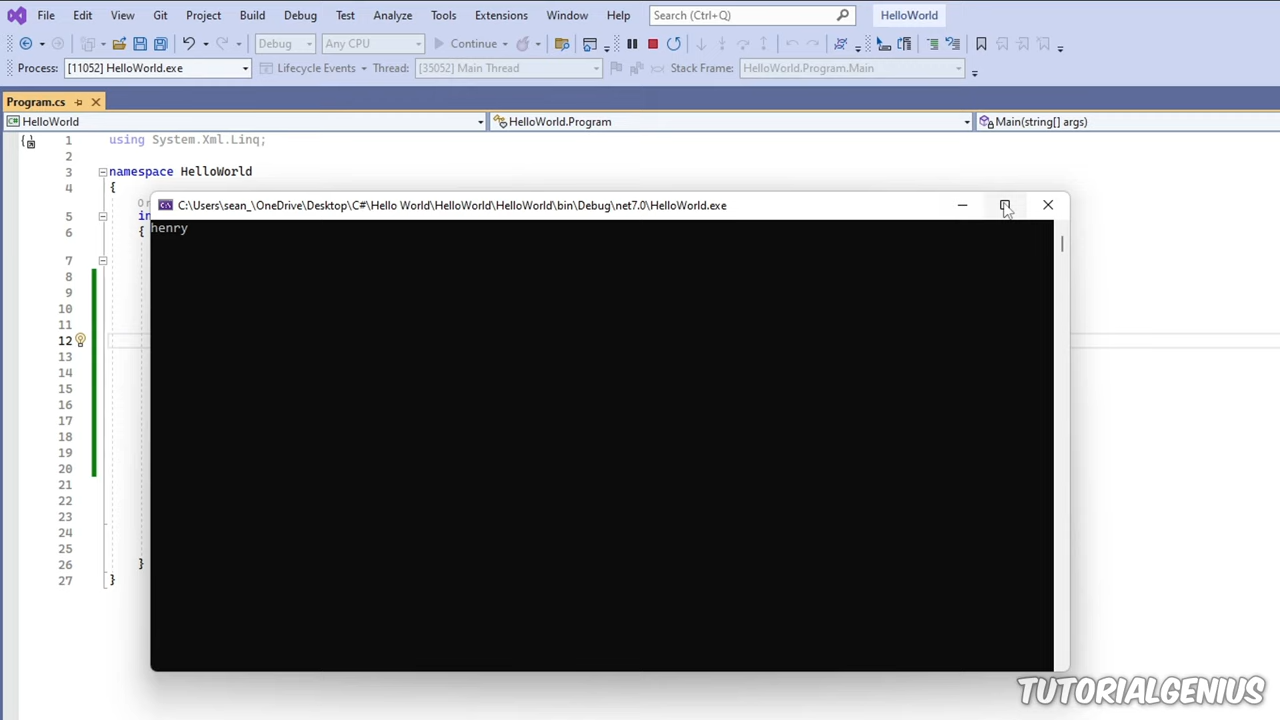 File Edit View Git Project Build Debug Test Analyze Tools Extensions Window Help Search (Ctrl+Q) HelloWorld
Debug Any CPU Continue
Process: [11052] HelloWorld.exe Lifecycle Events Thread: [35052] Main Thread Stack Frame: HelloWorld.Program.Main
Program.cs
HelloWorld HelloWorld.Program Main(string[] args)
1 using System.Xml.Linq;
2
3 namespace HelloWorld
4 {
C:\Users\sean_\OneDrive\Desktop\C#\Hello World\HelloWorld\HelloWorld\bin\Debug\net7.0\HelloWorld.exe
henry
5 in
6 {
7
8
9
10
11
12
13
14
15
16
17
18
19
20
21
22
23
24
25
26 }
27 }
TUTORIALGENIUS